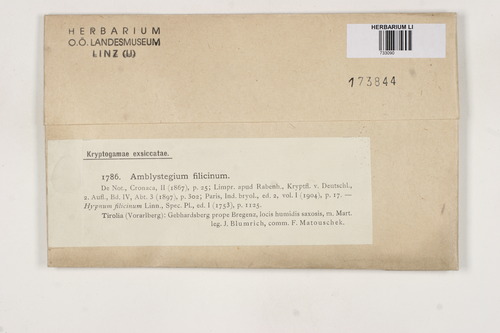 HERBARIUM
O.Ö. LANDESMUSEUM
LINZ (LI)
HERBARIUM LI
733090
173844
Kryptogamae exsiccatae.
1786. Amblystegium filicinum.
De Not., Cronaca, II (1867), p. 25; Limpr. apud Rabenh., Kryptfl. v. Deutschl.,
2. Aufl., Bd. IV, Abt. 3 (1897), p. 302; Paris, Ind. bryol., ed. 2, vol. I (1904), p. 17. —
Hypnum filicinum Linn., Spec. Pl., ed. I (1753), p. 1125.
Tirolia (Vorarlberg): Gebhardsberg prope Bregenz, locis humidis saxosis, m. Mart.
leg. J. Blumrich, comm. F. Matouschek.